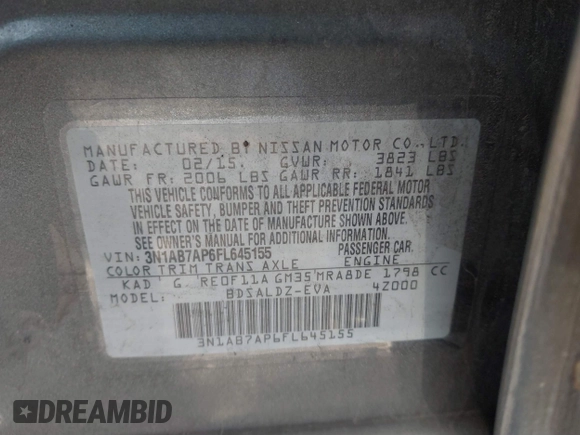 MANUFACTURED BY NISSAN MOTOR CO., LTD.
DATE: 02/15. GVWR: 3823 LBS
GAWR FR: 2006 LBS GAWR RR: 1841 LBS
THIS VEHICLE CONFORMS TO ALL APPLICABLE FEDERAL MOTOR
VEHICLE SAFETY, BUMPER AND THEFT PREVENTION STANDARDS
IN EFFECT ON THE DATE OF MANUFACTURE SHOWN ABOVE.
SEE OWNER'S MANUAL FOR ADDITIONAL INFORMATION.
VIN: 3N1AB7AP6FL645155 PASSENGER CAR.
COLOR TRIM TRANS AXLE ENGINE
KAD G RE0F11A GM35 MRA8DE 1798 CC
MODEL: BDSALDZ-EVA 4Z000
3N1AB7AP6FL645155
DREAMBID